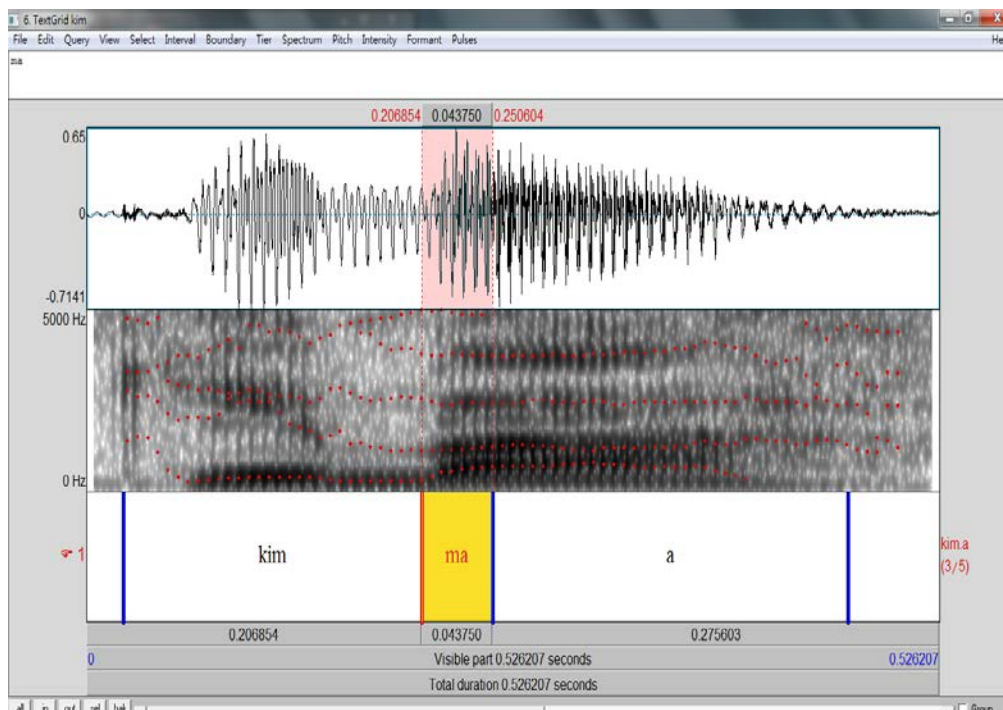 6. TextGrid kim
File Edit Query View Select Interval Boundary Tier Spectrum Pitch Intensity Formant Pulses He
ma
0.206854 0.043750 0.250604
0.65
0
-0.7141
5000 Hz
0 Hz
1 kim ma a kim.a
(3/5)
0.206854 0.043750 0.275603
0 Visible part 0.526207 seconds 0.526207
Total duration 0.526207 seconds